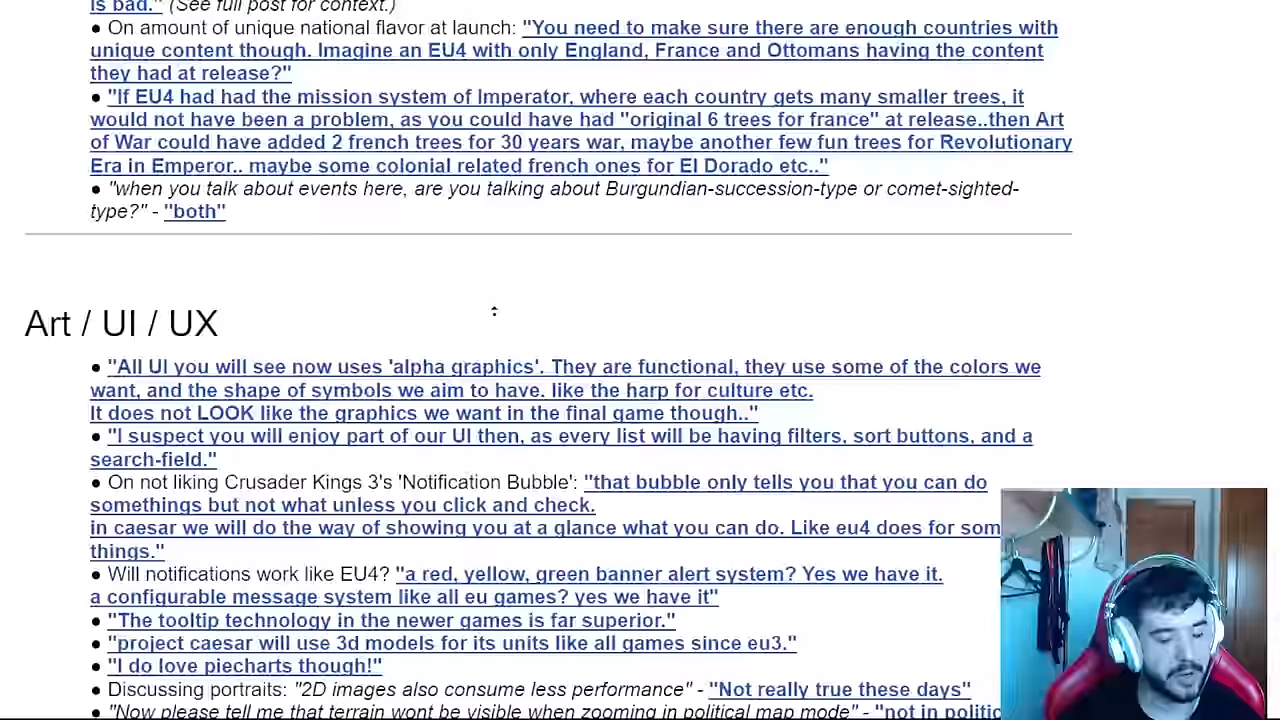 is bad." (See full post for context.)
● On amount of unique national flavor at launch: "You need to make sure there are enough countries with
unique content though. Imagine an EU4 with only England, France and Ottomans having the content
they had at release?"
● "If EU4 had had the mission system of Imperator, where each country gets many smaller trees, it
would not have been a problem, as you could have had "original 6 trees for france" at release..then Art
of War could have added 2 french trees for 30 years war, maybe another few fun trees for Revolutionary
Era in Emperor.. maybe some colonial related french ones for El Dorado etc.."
● "when you talk about events here, are you talking about Burgundian-succession-type or comet-sighted-
type?" - "both"
Art / UI / UX
● "All UI you will see now uses 'alpha graphics'. They are functional, they use some of the colors we
want, and the shape of symbols we aim to have. like the harp for culture etc.
It does not LOOK like the graphics we want in the final game though.."
● "I suspect you will enjoy part of our UI then, as every list will be having filters, sort buttons, and a
search-field."
● On not liking Crusader Kings 3's 'Notification Bubble': "that bubble only tells you that you can do
somethings but not what unless you click and check.
in caesar we will do the way of showing you at a glance what you can do. Like eu4 does for som
things."
● Will notifications work like EU4? "a red, yellow, green banner alert system? Yes we have it.
a configurable message system like all eu games? yes we have it"
● "The tooltip technology in the newer games is far superior."
● "project caesar will use 3d models for its units like all games since eu3."
● "I do love piecharts though!"
● Discussing portraits: "2D images also consume less performance" - "Not really true these days"
● "Now please tell me that terrain wont be visible when zooming in political map mode" - "not in politic